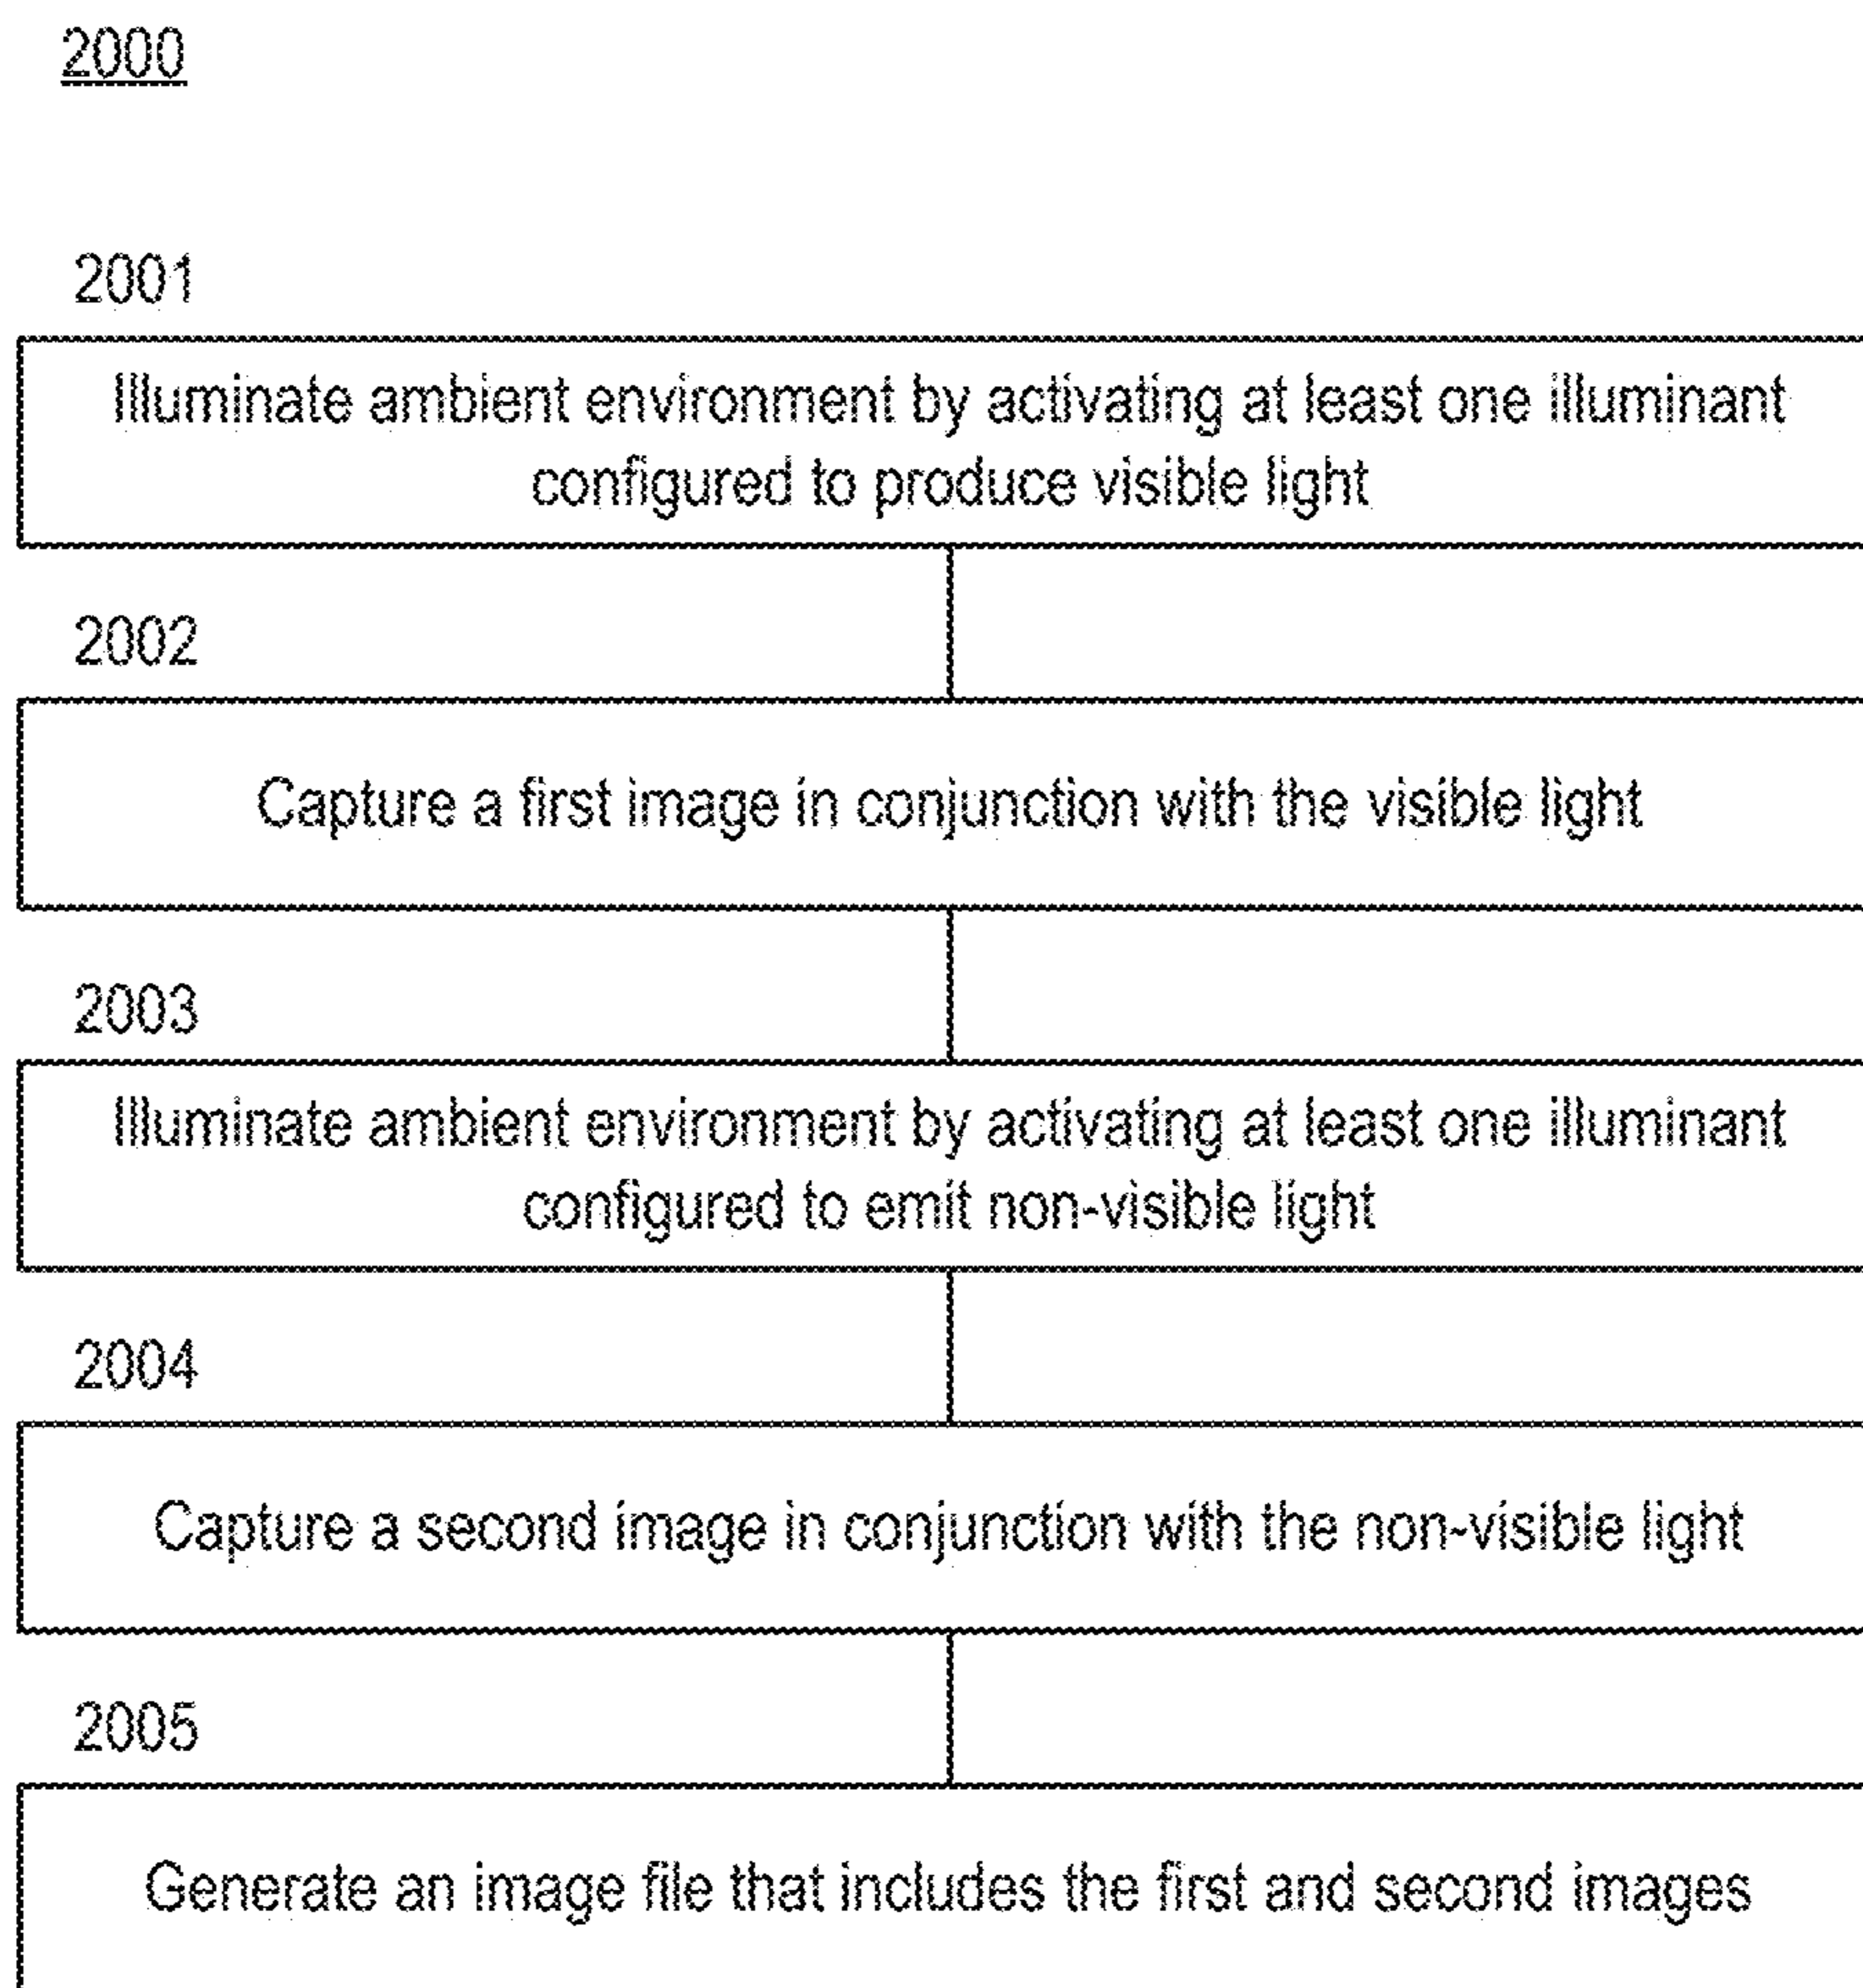 2000
2001
Illuminate ambient environment by activating at least one illuminant
configured to produce visible light
2002
Capture a first image in conjunction with the visible light
2003
Illuminate ambient environment by activating at least one illuminant
configured to emit non-visible light
2004
Capture a second image in conjunction with the non-visible light
2005
Generate an image file that includes the first and second images